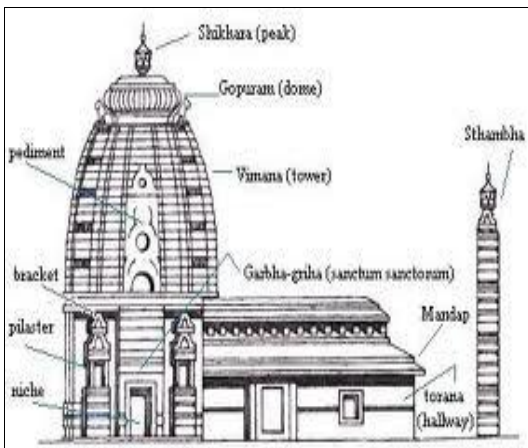 Shikhara (peak)
Gopuram (dome)
Sthambha
pediment
Vimana (tower)
bracket
Garbha-griha (sanctum sanctorum)
Mandap
pilaster
niche
torana
(hallway)